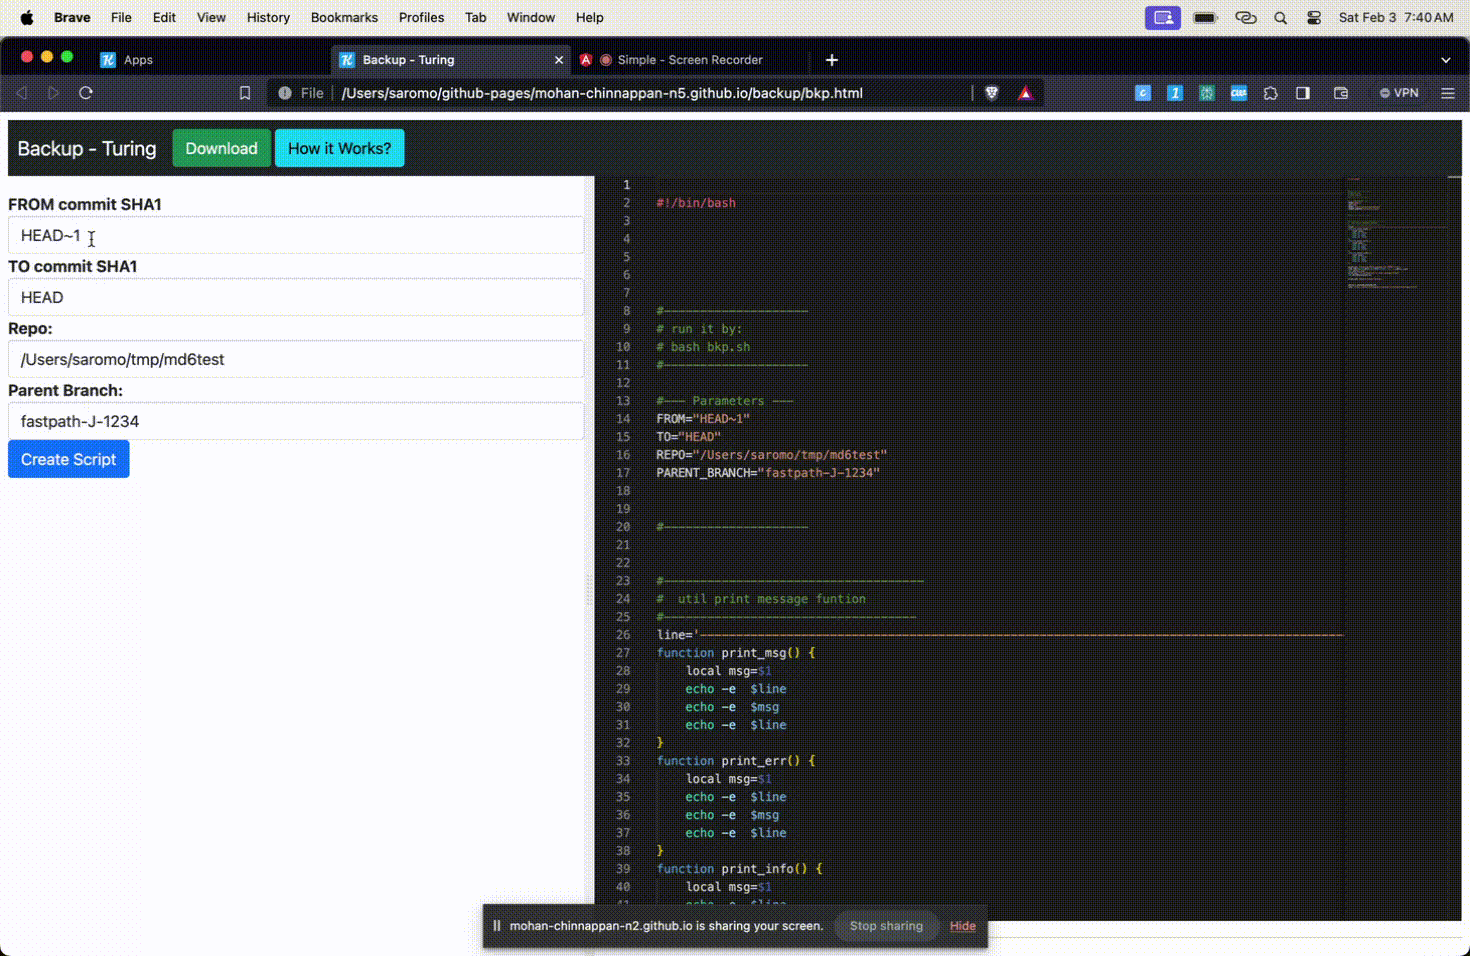 Brave File Edit View History Bookmarks Profiles Tab Window Help Sat Feb 3 7:40 AM
Apps Backup - Turing Simple - Screen Recorder
File /Users/saromo/github-pages/mohan-chinnappan-n5.github.io/backup/bkp.html VPN
Backup - Turing Download How it Works?
FROM commit SHA1
HEAD~1
TO commit SHA1
HEAD
Repo:
/Users/saromo/tmp/md6test
Parent Branch:
fastpath-J-1234
Create Script
1
2 #!/bin/bash
3
4
5
6
7
8 #--------------------
9 # run it by:
10 # bash bkp.sh
11 #--------------------
12
13 #--- Parameters ---
14 FROM="HEAD~1"
15 TO="HEAD"
16 REPO="/Users/saromo/tmp/md6test"
17 PARENT_BRANCH="fastpath-J-1234"
18
19
20 #--------------------
21
22
23 #------------------------------------
24 #  util print message funtion
25 #-----------------------------------
26 line='-----------------------------------------------------------------------------------------
27 function print_msg() {
28     local msg=$1
29     echo -e  $line
30     echo -e  $msg
31     echo -e  $line
32 }
33 function print_err() {
34     local msg=$1
35     echo -e  $line
36     echo -e  $msg
37     echo -e  $line
38 }
39 function print_info() {
40     local msg=$1
41     echo -e  $line
mohan-chinnappan-n2.github.io is sharing your screen. Stop sharing Hide